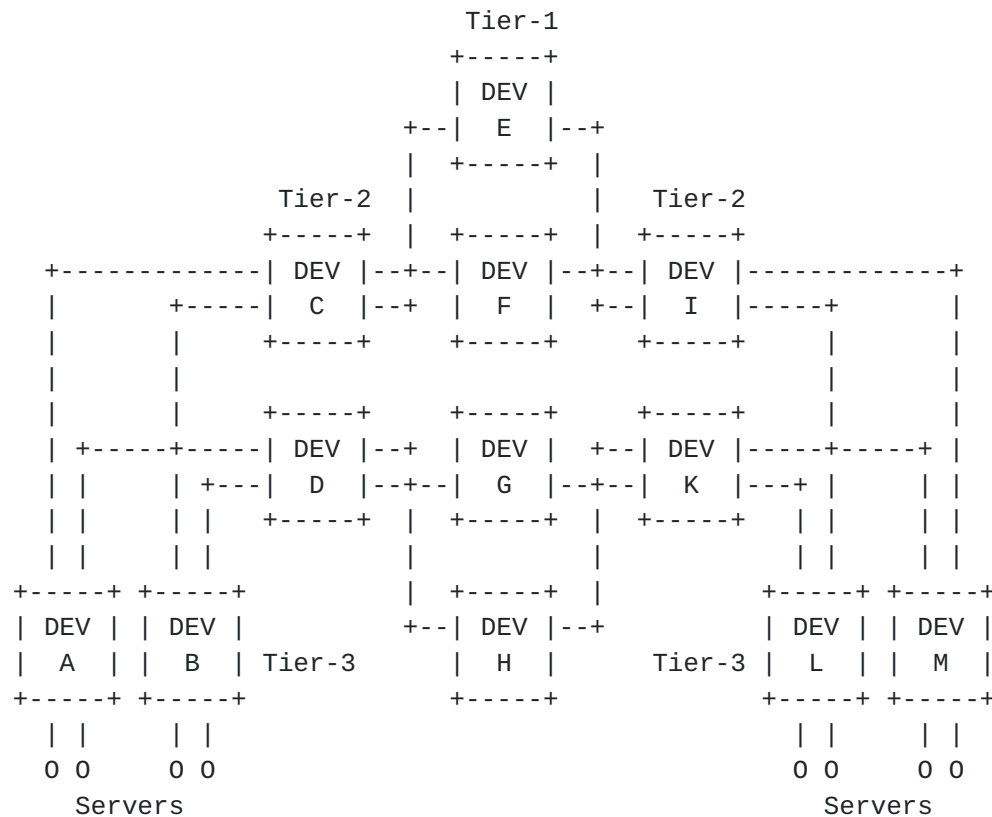 Tier-1
DEV
E
Tier-2 Tier-2
DEV DEV DEV
C F I
DEV DEV DEV
D G K
DEV DEV DEV DEV DEV
A B Tier-3 H Tier-3 L M
O O O O O O O O
Servers Servers